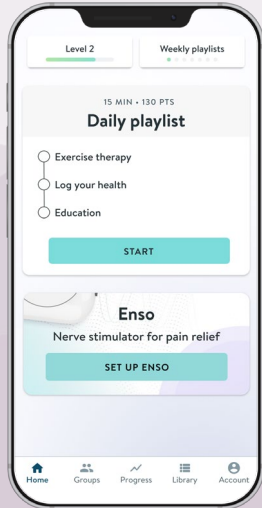 Level 2
Weekly playlists
15 MIN • 130 PTS
Daily playlist
Exercise therapy
Log your health
Education
START
Enso
Nerve stimulator for pain relief
SET UP ENSO
Home
Groups
Progress
Library
Account